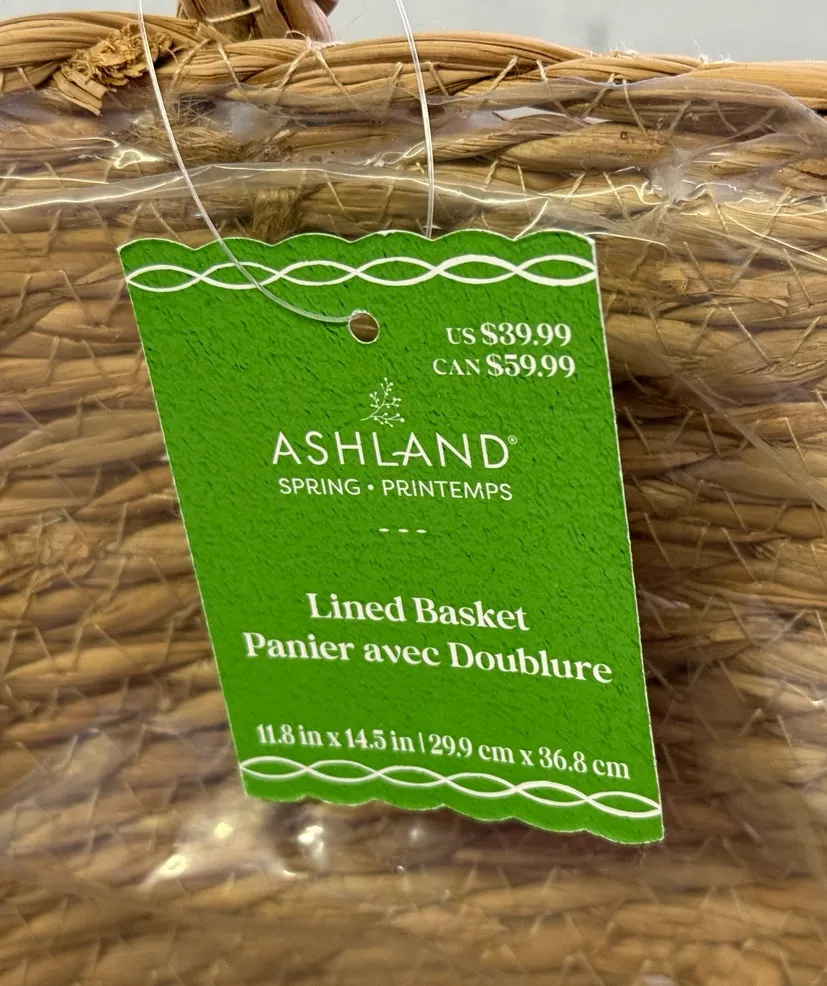 US $39.99
CAN $59.99
ASHLAND®
SPRING • PRINTEMPS
Lined Basket
Panier avec Doublure
11.8 in x 14.5 in | 29.9 cm x 36.8 cm